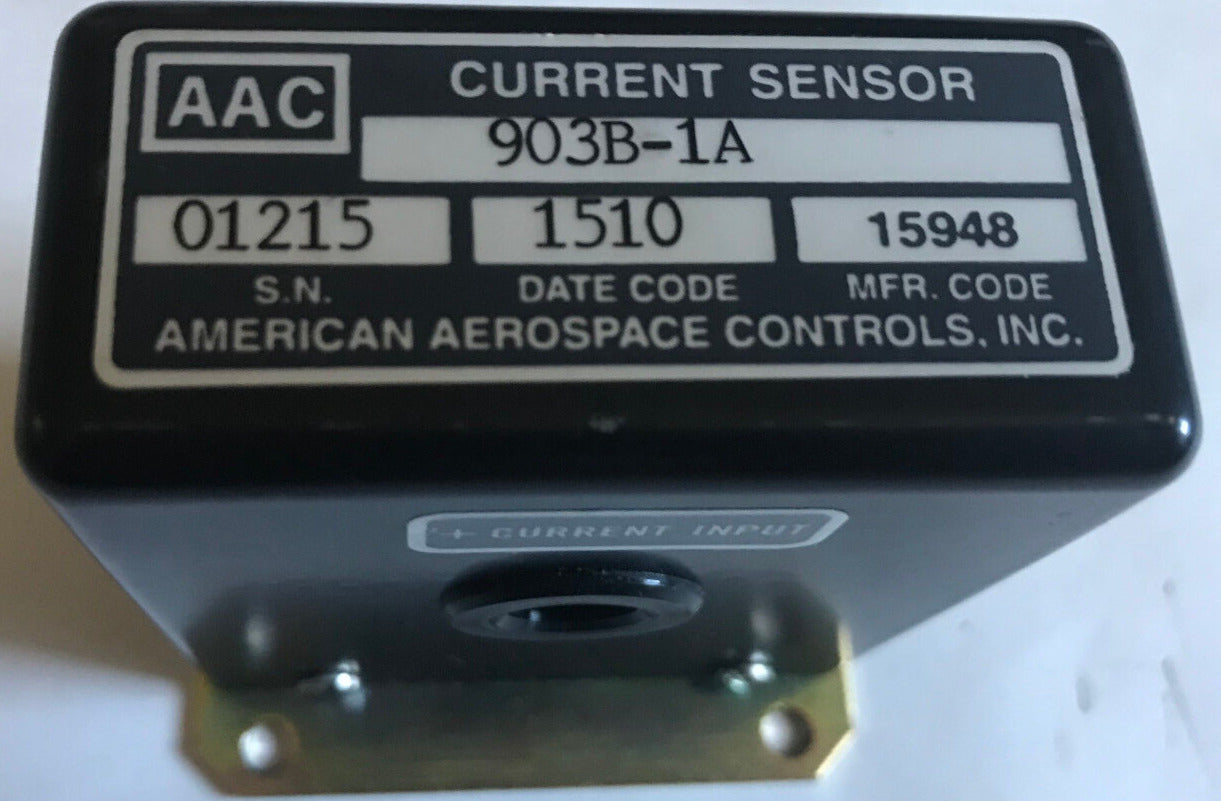 AAC
CURRENT SENSOR
903B-1A
01215 1510 15948
S.N. DATE CODE MFR. CODE
AMERICAN AEROSPACE CONTROLS, INC.
+ CURRENT INPUT